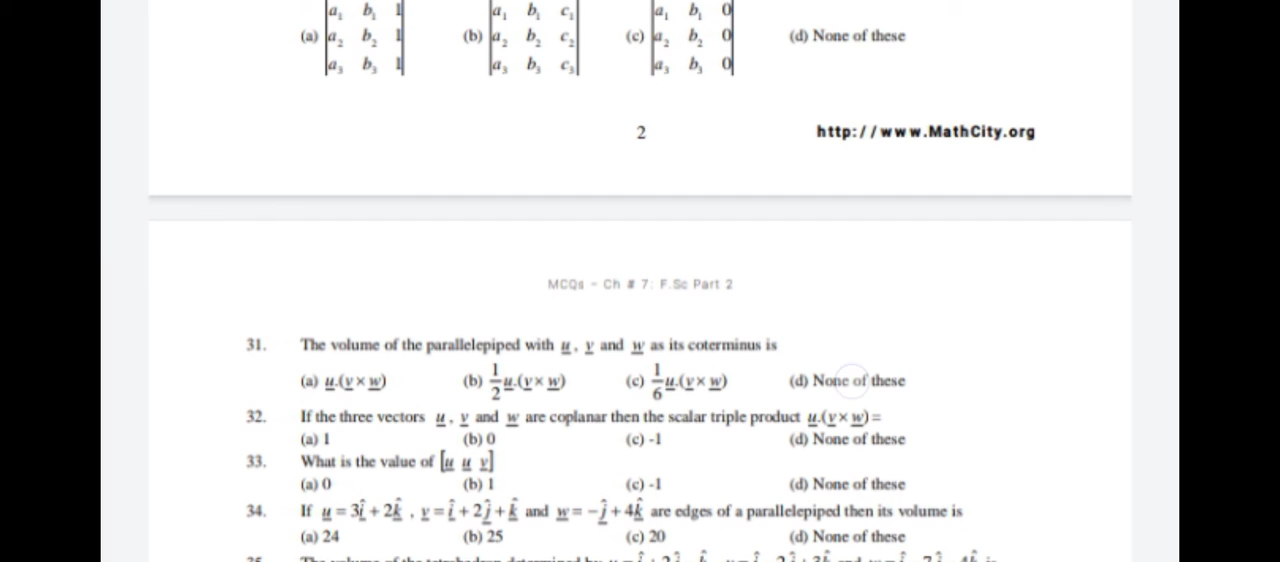 (a) |a₁ b₁ 1| (b) |a₁ b₁ c₁| (c) |a₁ b₁ 0|
|a₂ b₂ 1| |a₂ b₂ c₂| |a₂ b₂ 0| (d) None of these
|a₃ b₃ 1| |a₃ b₃ c₃| |a₃ b₃ 0|
2 http://www.MathCity.org
MCQs - Ch # 7: F.Sc Part 2
31. The volume of the parallelepiped with u, v and w as its coterminus is
(a) u.(v×w) (b) 1/2 u.(v×w) (c) 1/6 u.(v×w) (d) None of these
32. If the three vectors u, v and w are coplanar then the scalar triple product u.(v×w)=
(a) 1 (b) 0 (c) -1 (d) None of these
33. What is the value of [u u v]
(a) 0 (b) 1 (c) -1 (d) None of these
34. If u = 3î + 2k̂, v = î + 2ĵ + k̂ and w = -ĵ + 4k̂ are edges of a parallelepiped then its volume is
(a) 24 (b) 25 (c) 20 (d) None of these